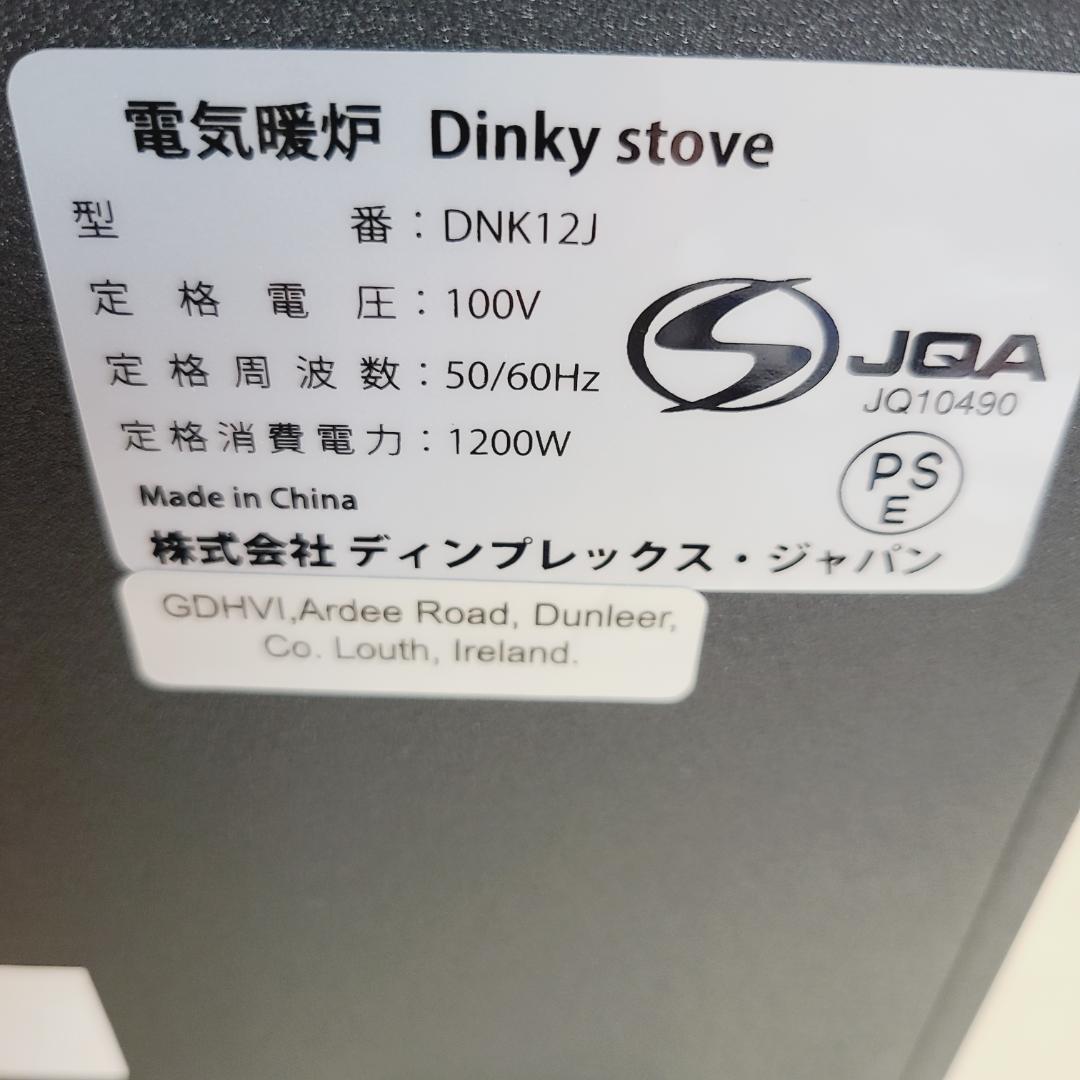 電気暖炉 Dinky stove
型番：DNK12J
定格電圧：100V
定格周波数：50/60Hz
定格消費電力：1200W
JQA
JQ10490
PS
E
Made in China
株式会社 ディンプレックス・ジャパン
GDHVI,Ardee Road, Dunleer,
Co. Louth, Ireland.